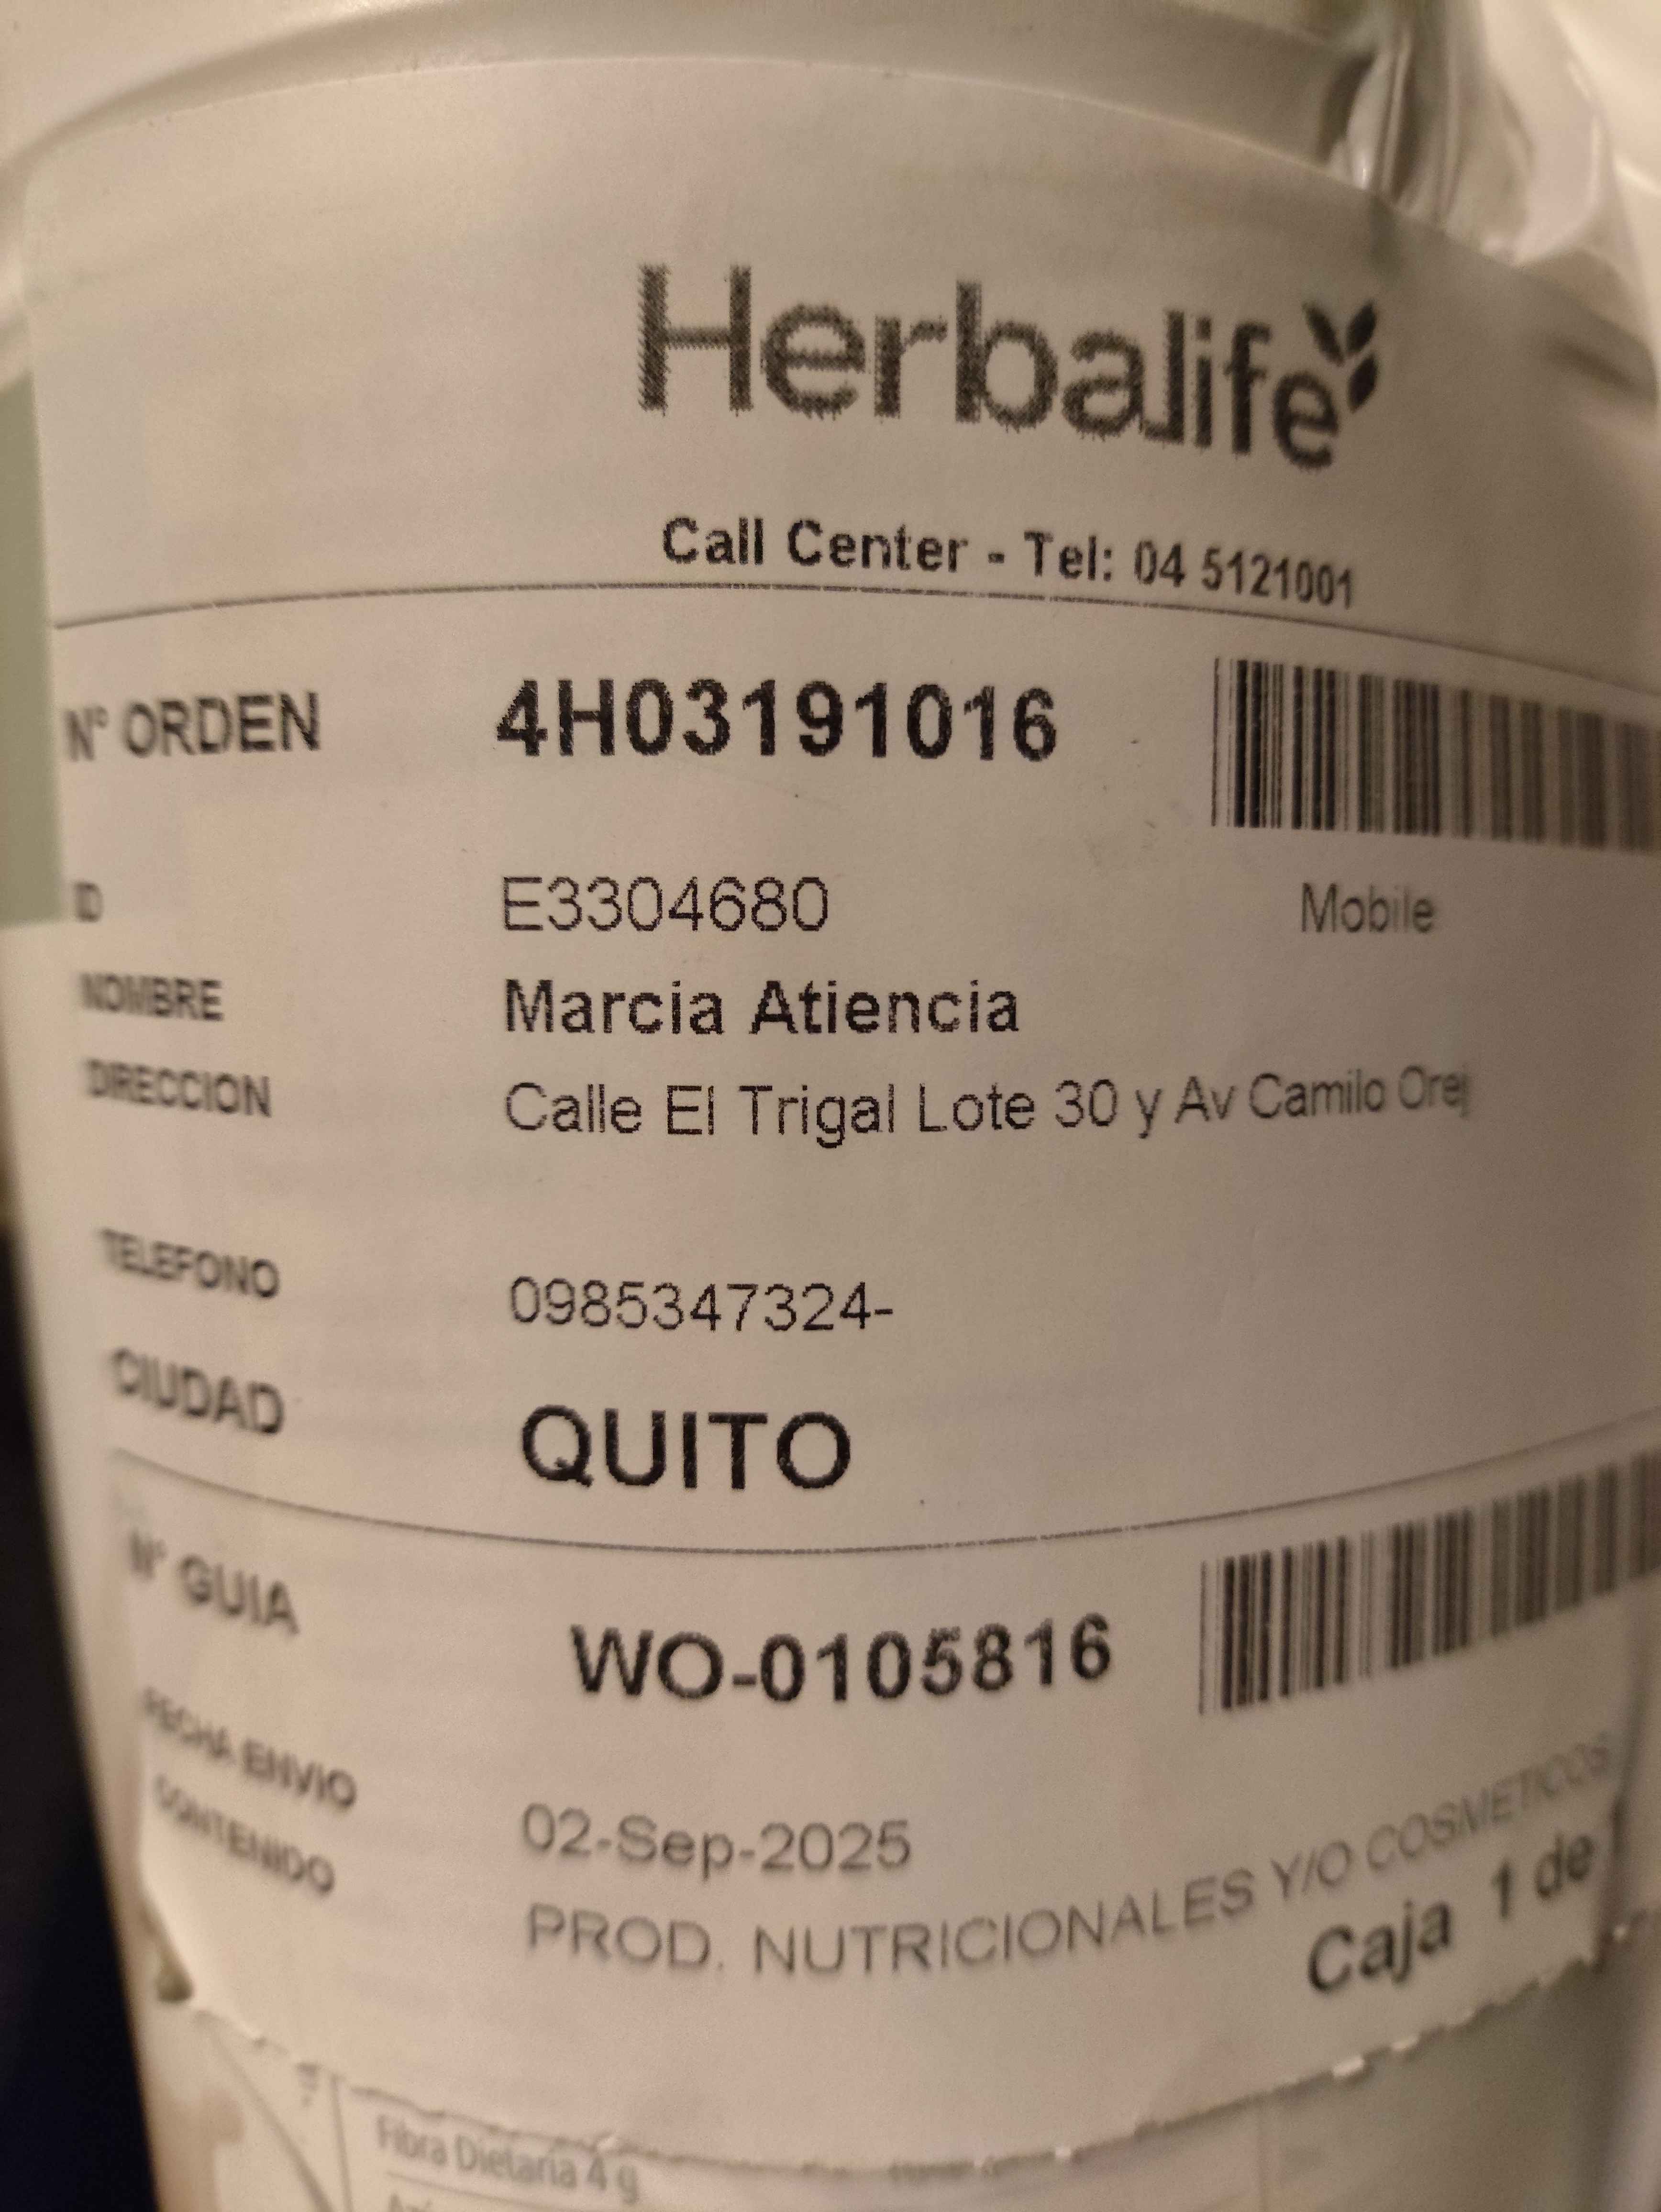 Herbalife
Call Center - Tel: 04 5121001
N° ORDEN 4H03191016
ID E3304680 Mobile
NOMBRE Marcia Atiencia
DIRECCION Calle El Trigal Lote 30 y Av Camilo Orej
TELEFONO 0985347324-
CIUDAD QUITO
N° GUIA WO-0105816
FECHA ENVIO 02-Sep-2025
CONTENIDO PROD. NUTRICIONALES Y/O COSMETICOS
Caja 1 de
Fibra Dietaria 4 g